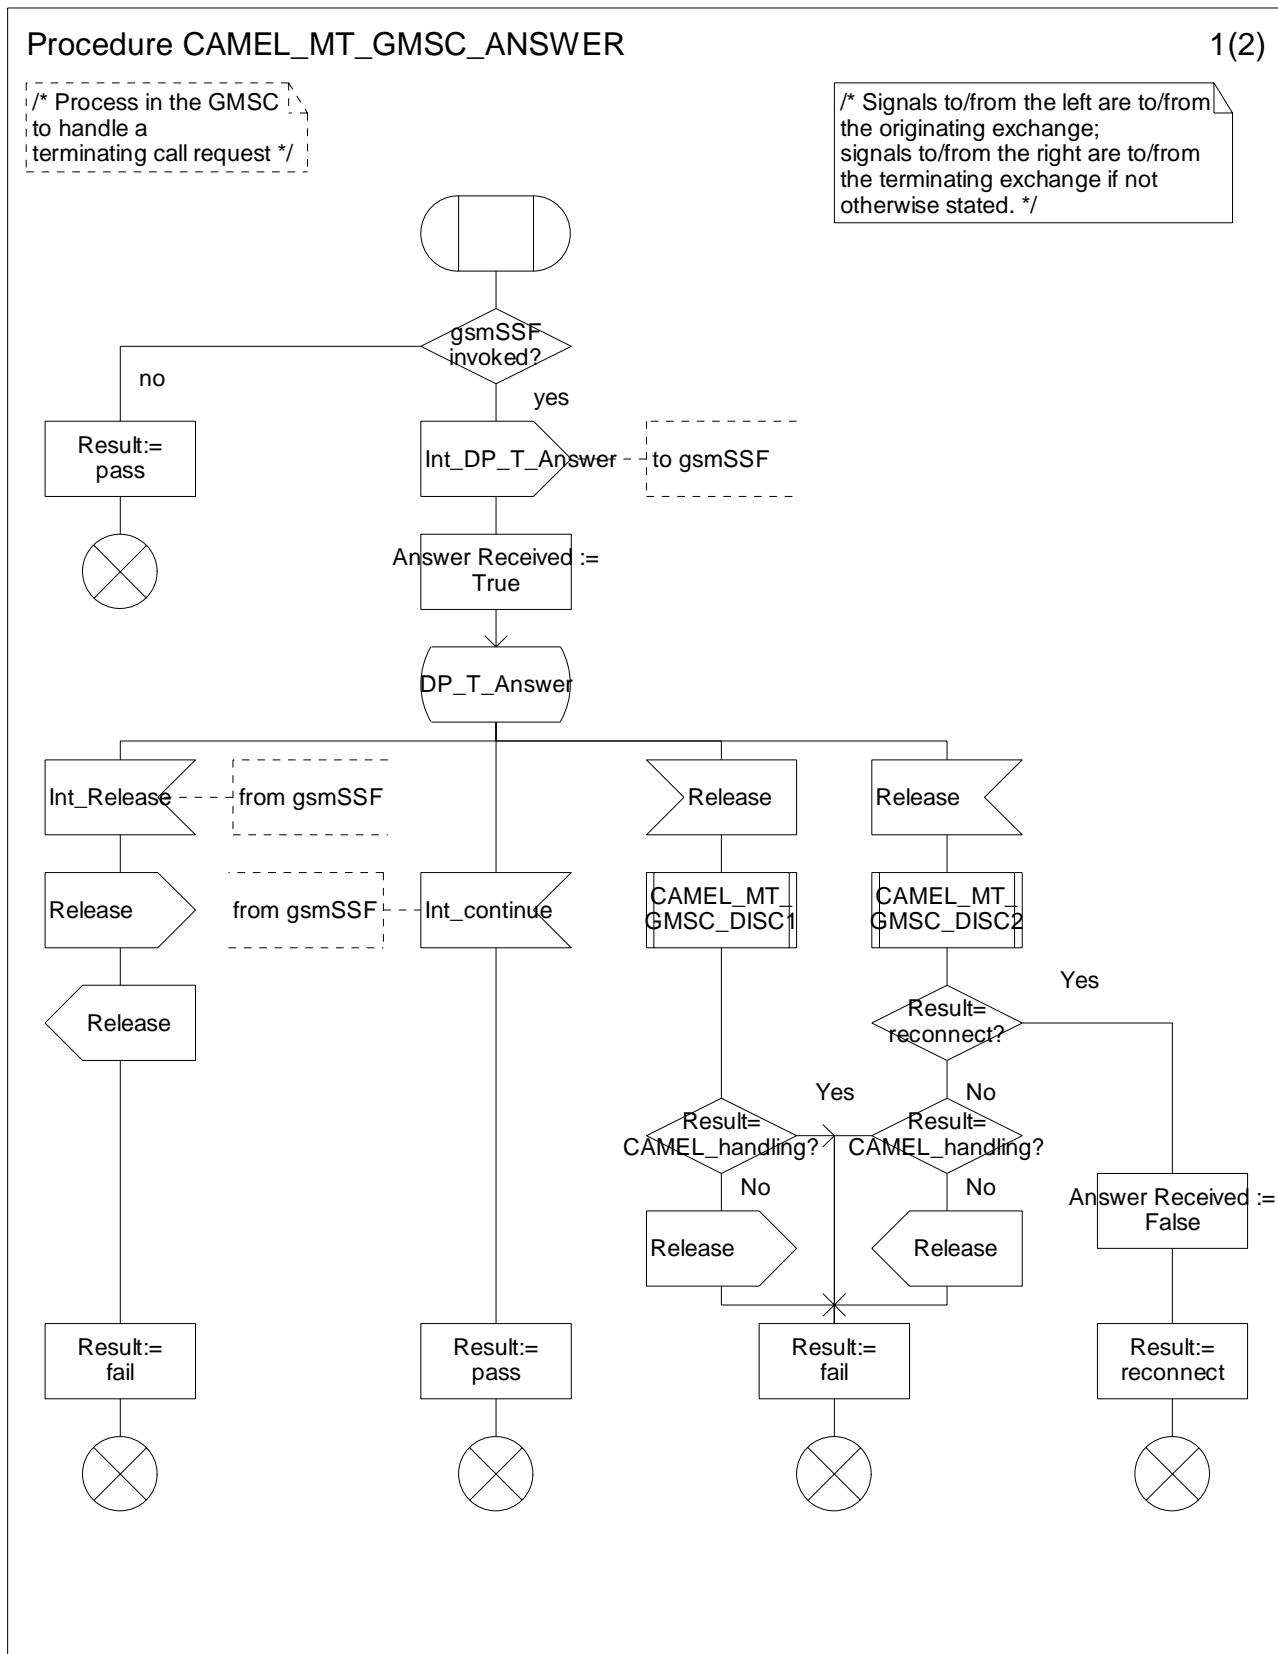 Procedure CAMEL_MT_GMSC_ANSWER
1(2)
/* Process in the GMSC
to handle a
terminating call request */
/* Signals to/from the left are to/from
the originating exchange;
signals to/from the right are to/from
the terminating exchange if not
otherwise stated. */
gsmSSF
invoked?
no
yes
Result:=
pass
Int_DP_T_Answer
to gsmSSF
Answer Received :=
True
DP_T_Answer
Int_Release
from gsmSSF
Release
Release
Release
from gsmSSF
Int_continue
CAMEL_MT_
GMSC_DISC1
CAMEL_MT_
GMSC_DISC2
Yes
Release
Result=
reconnect?
Yes
No
Result=
CAMEL_handling?
Result=
CAMEL_handling?
No
No
Answer Received :=
False
Release
Release
Result:=
fail
Result:=
pass
Result:=
fail
Result:=
reconnect